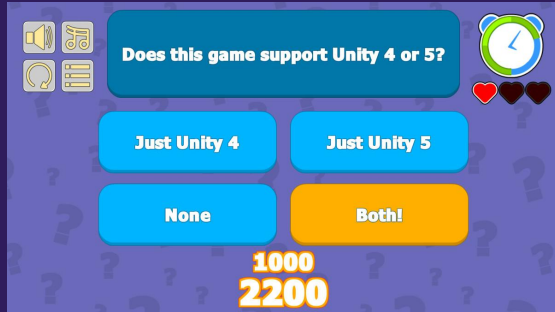 Does this game support Unity 4 or 5?
Just Unity 4
Just Unity 5
None
Both!
1000
2200